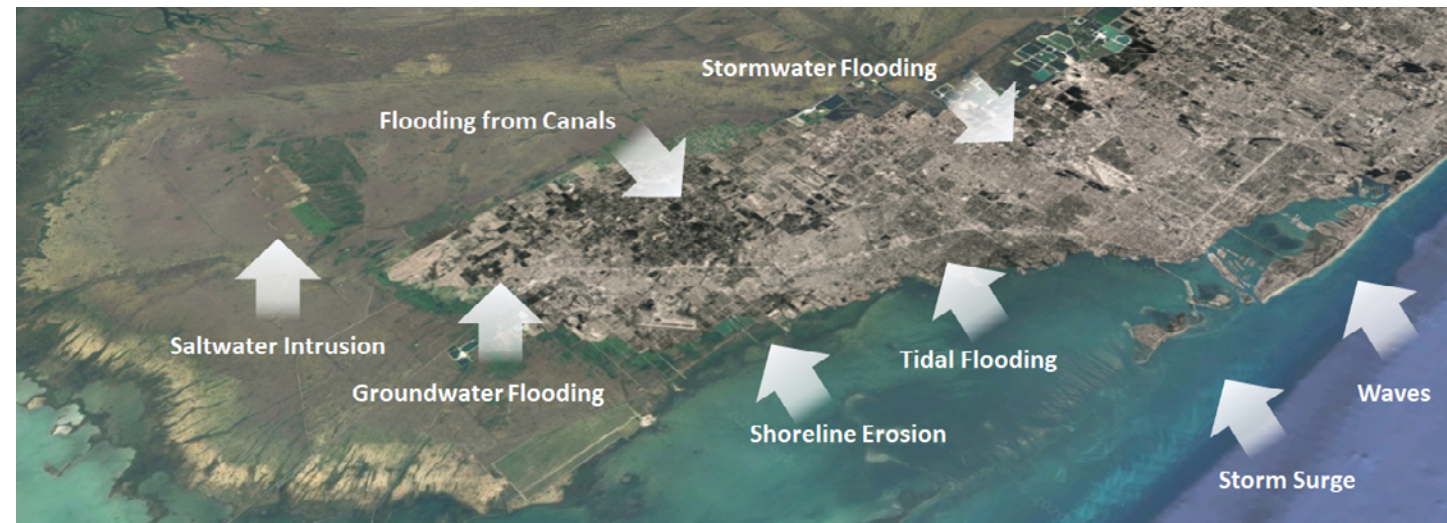 Stormwater Flooding
Flooding from Canals
Saltwater Intrusion
Groundwater Flooding
Tidal Flooding
Shoreline Erosion
Waves
Storm Surge